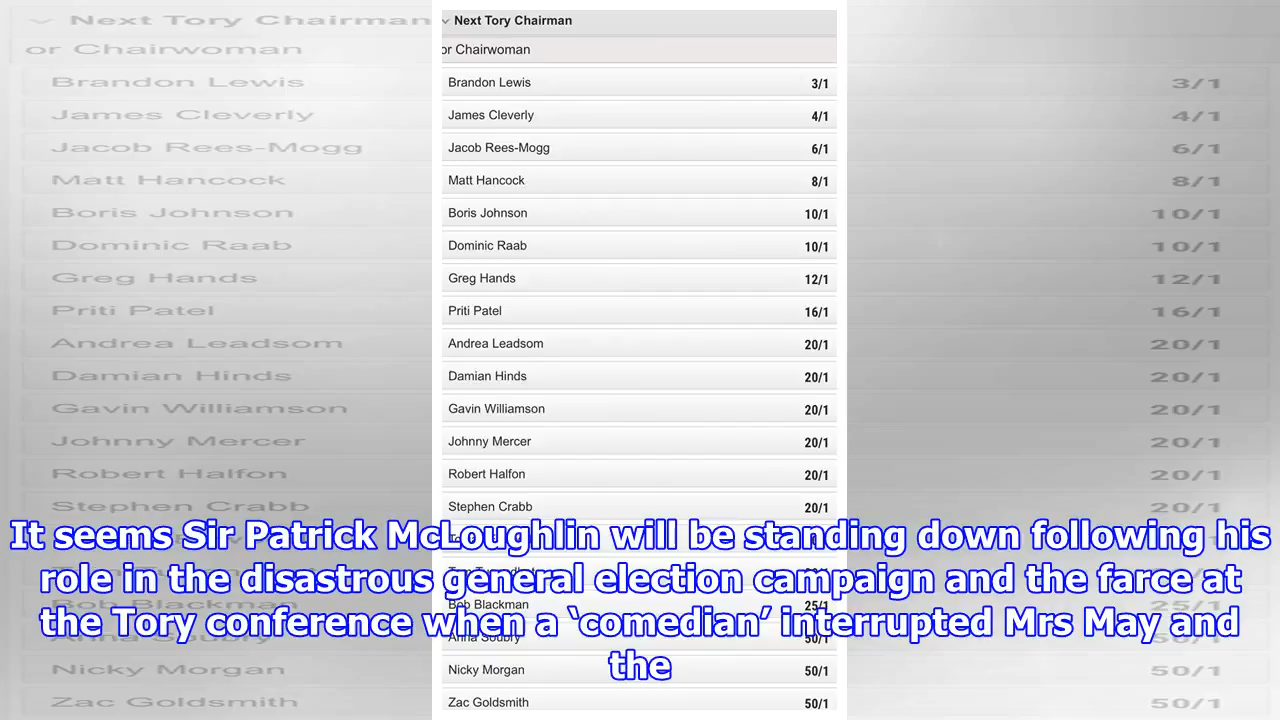 Next Tory Chairman
or Chairwoman
Brandon Lewis 3/1
James Cleverly 4/1
Jacob Rees-Mogg 6/1
Matt Hancock 8/1
Boris Johnson 10/1
Dominic Raab 10/1
Greg Hands 12/1
Priti Patel 16/1
Andrea Leadsom 20/1
Damian Hinds 20/1
Gavin Williamson 20/1
Johnny Mercer 20/1
Robert Halfon 20/1
Stephen Crabb 20/1
It seems Sir Patrick McLoughlin will be standing down following his
role in the disastrous general election campaign and the farce at
Bob Blackman 25/1
the Tory conference when a ‘comedian’ interrupted Mrs May and
Anna Soubry 50/1
the
Nicky Morgan 50/1
Zac Goldsmith 50/1